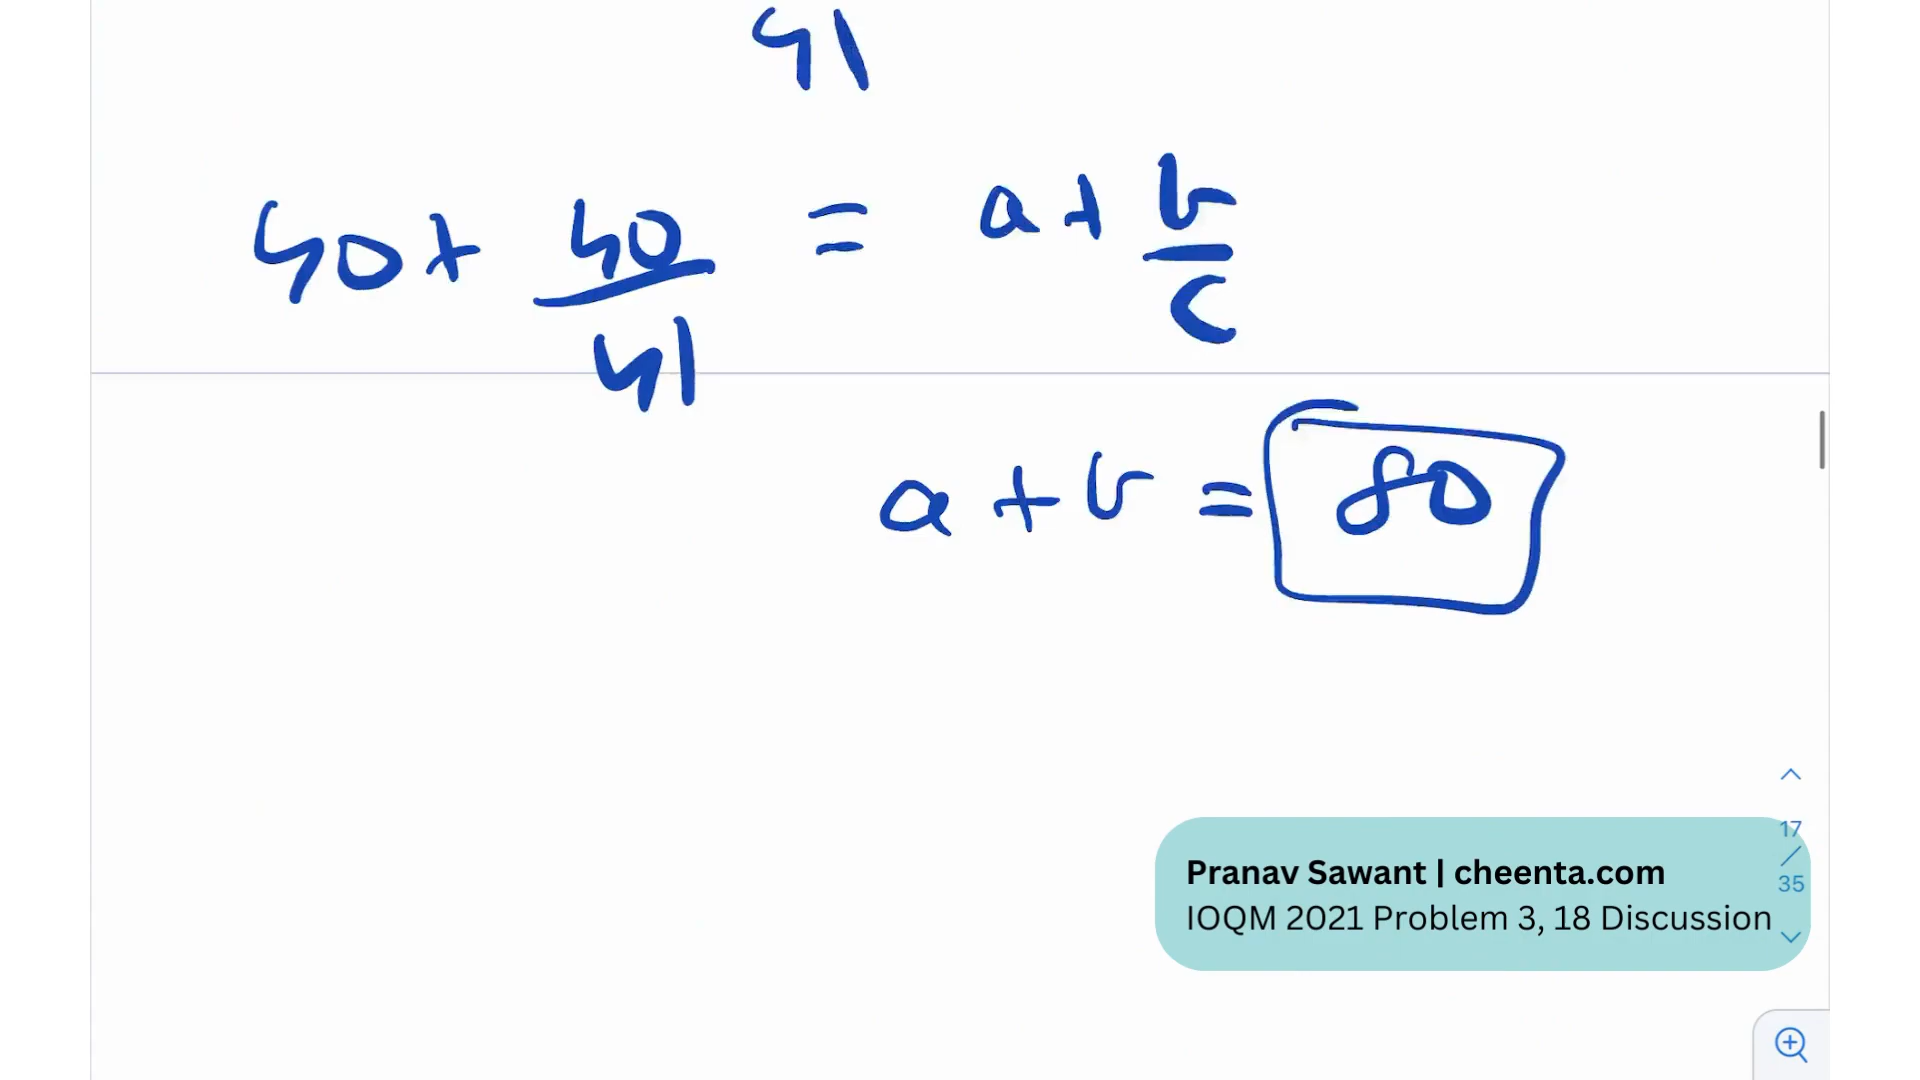 41
40 + 40/41 = a + b/c
a + b = 80
17
/
35
Pranav Sawant | cheenta.com
IOQM 2021 Problem 3, 18 Discussion